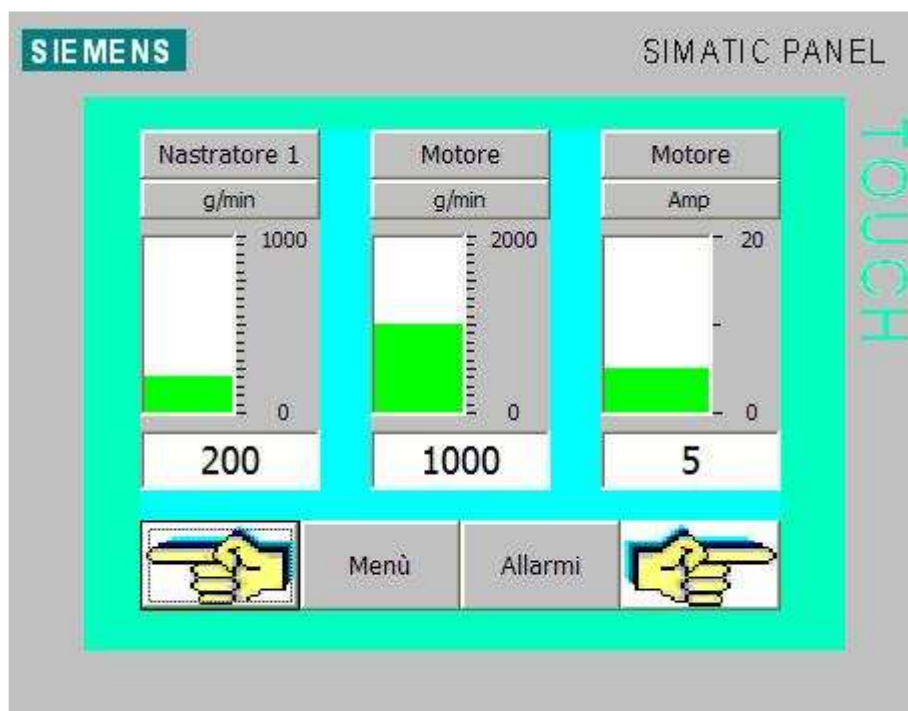 SIEMENS
SIMATIC PANEL
TOUCH
Nastratore 1
g/min
1000
0
200
Motore
g/min
2000
0
1000
Motore
Amp
20
0
5
Menù
Allarmi